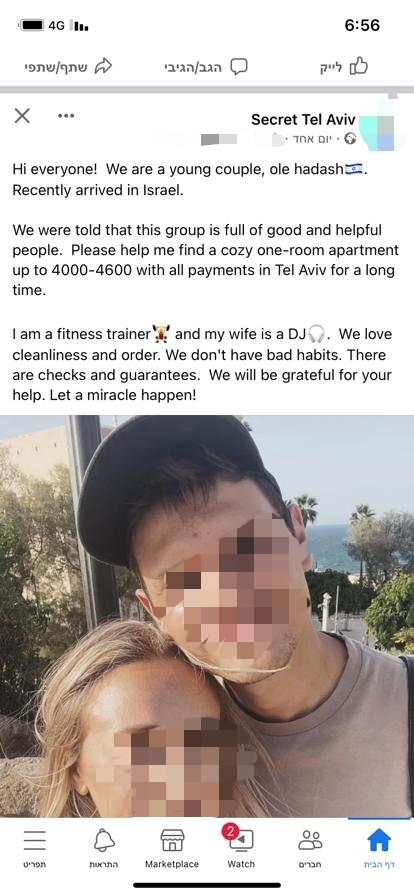 4G 6:56
לייק הגב/הגיבי שתף/שתפי
Secret Tel Aviv
יום אחד ·
Hi everyone! We are a young couple, ole hadash🇮🇱.
Recently arrived in Israel.
We were told that this group is full of good and helpful
people. Please help me find a cozy one-room apartment
up to 4000-4600 with all payments in Tel Aviv for a long
time.
I am a fitness trainer🏋️ and my wife is a DJ🎧. We love
cleanliness and order. We don't have bad habits. There
are checks and guarantees. We will be grateful for your
help. Let a miracle happen!
2
דף הבית חברים Watch Marketplace התראות תפריט